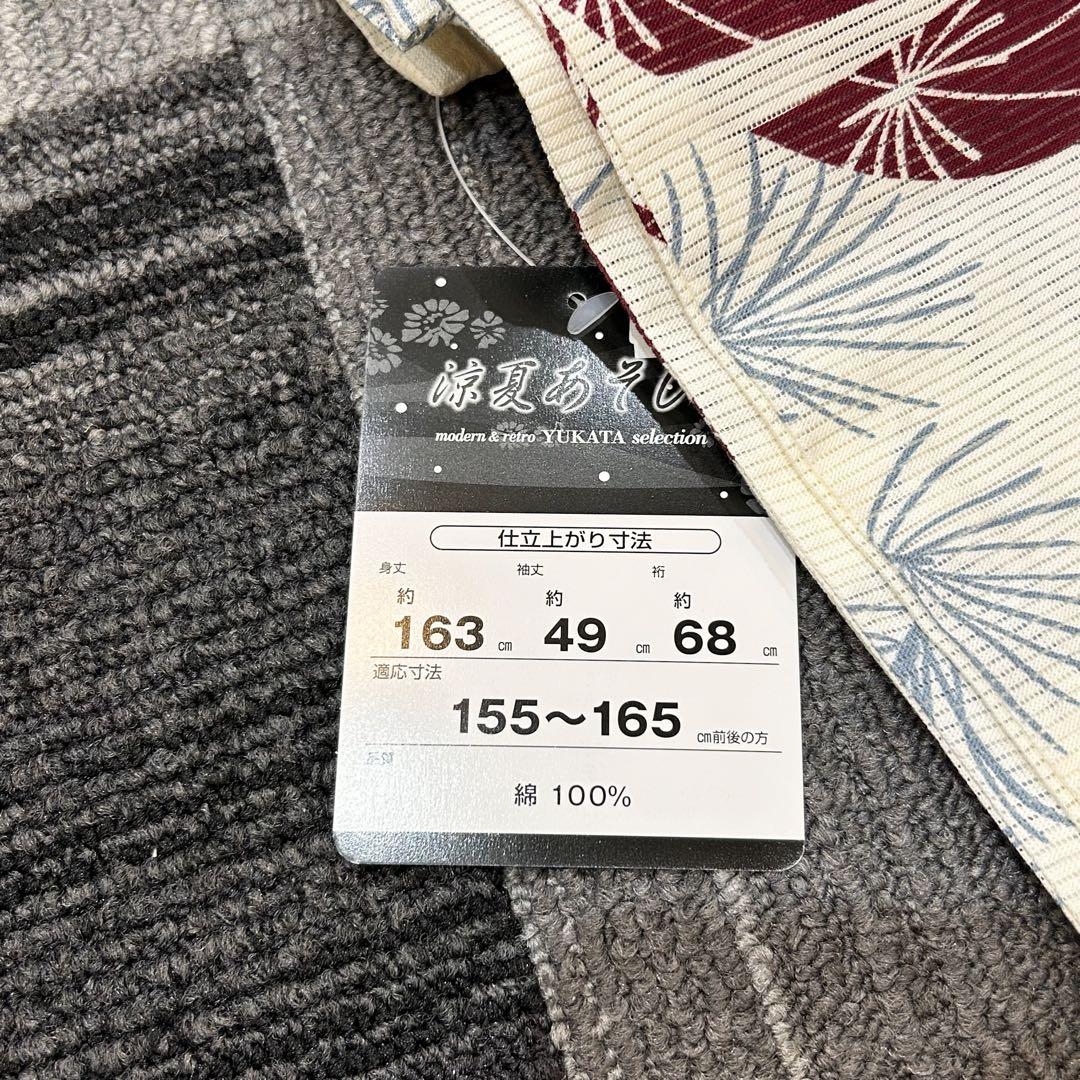 涼夏あそび
modern & retro YUKATA selection
仕立上がり寸法
身丈 袖丈 裄
約 約 約
163 cm 49 cm 68 cm
適応寸法
155〜165 cm前後の方
綿 100%